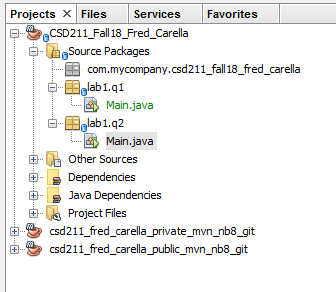 Projects × Files Services Favorites
CSD211_Fall18_Fred_Carella
Source Packages
com.mycompany.csd211_fall18_fred_carella
lab1.q1
Main.java
lab1.q2
Main.java
Other Sources
Dependencies
Java Dependencies
Project Files
csd211_fred_carella_private_mvn_nb8_git
csd211_fred_carella_public_mvn_nb8_git